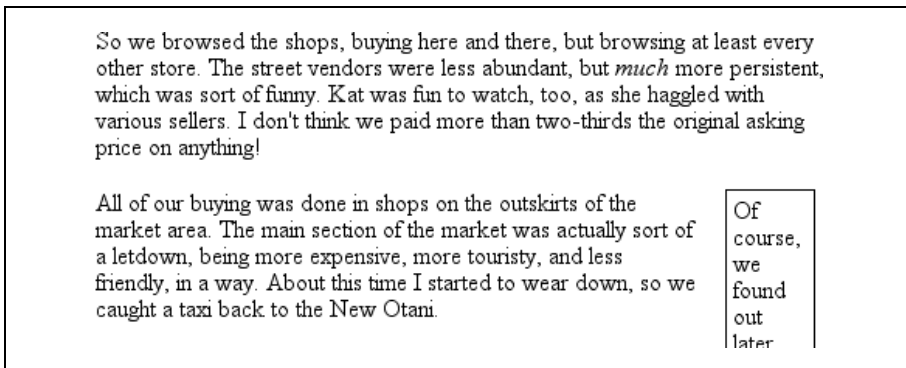 So we browsed the shops, buying here and there, but browsing at least every
other store. The street vendors were less abundant, but much more persistent,
which was sort of funny. Kat was fun to watch, too, as she haggled with
various sellers. I don't think we paid more than two-thirds the original asking
price on anything!
All of our buying was done in shops on the outskirts of the
market area. The main section of the market was actually sort of
a letdown, being more expensive, more touristy, and less
friendly, in a way. About this time I started to wear down, so we
caught a taxi back to the New Otani.
Of
course,
we
found
out
later